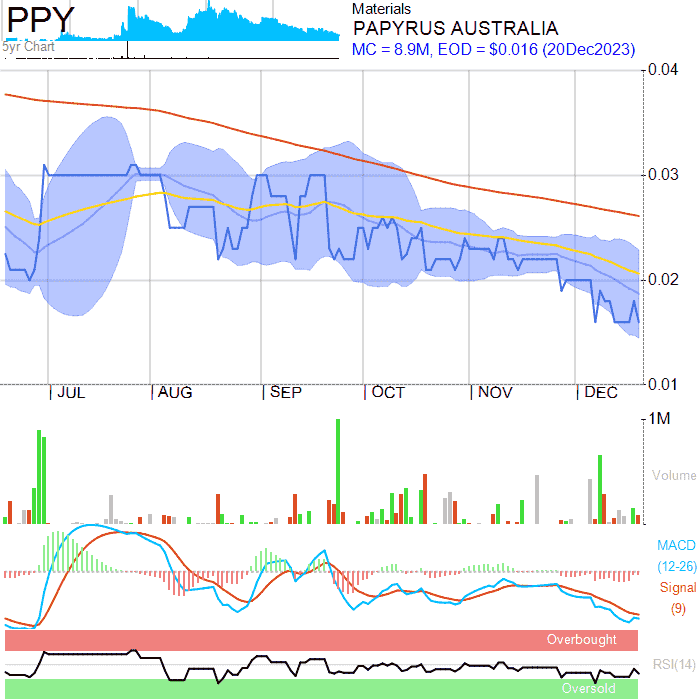 PPY
5yr Chart
Materials
PAPYRUS AUSTRALIA
MC = 8.9M, EOD = $0.016 (20Dec2023)
0.04
0.03
0.02
0.01
JUL AUG SEP OCT NOV DEC
1M
Volume
MACD
(12-26)
Signal
(9)
Overbought
RSI(14)
Oversold